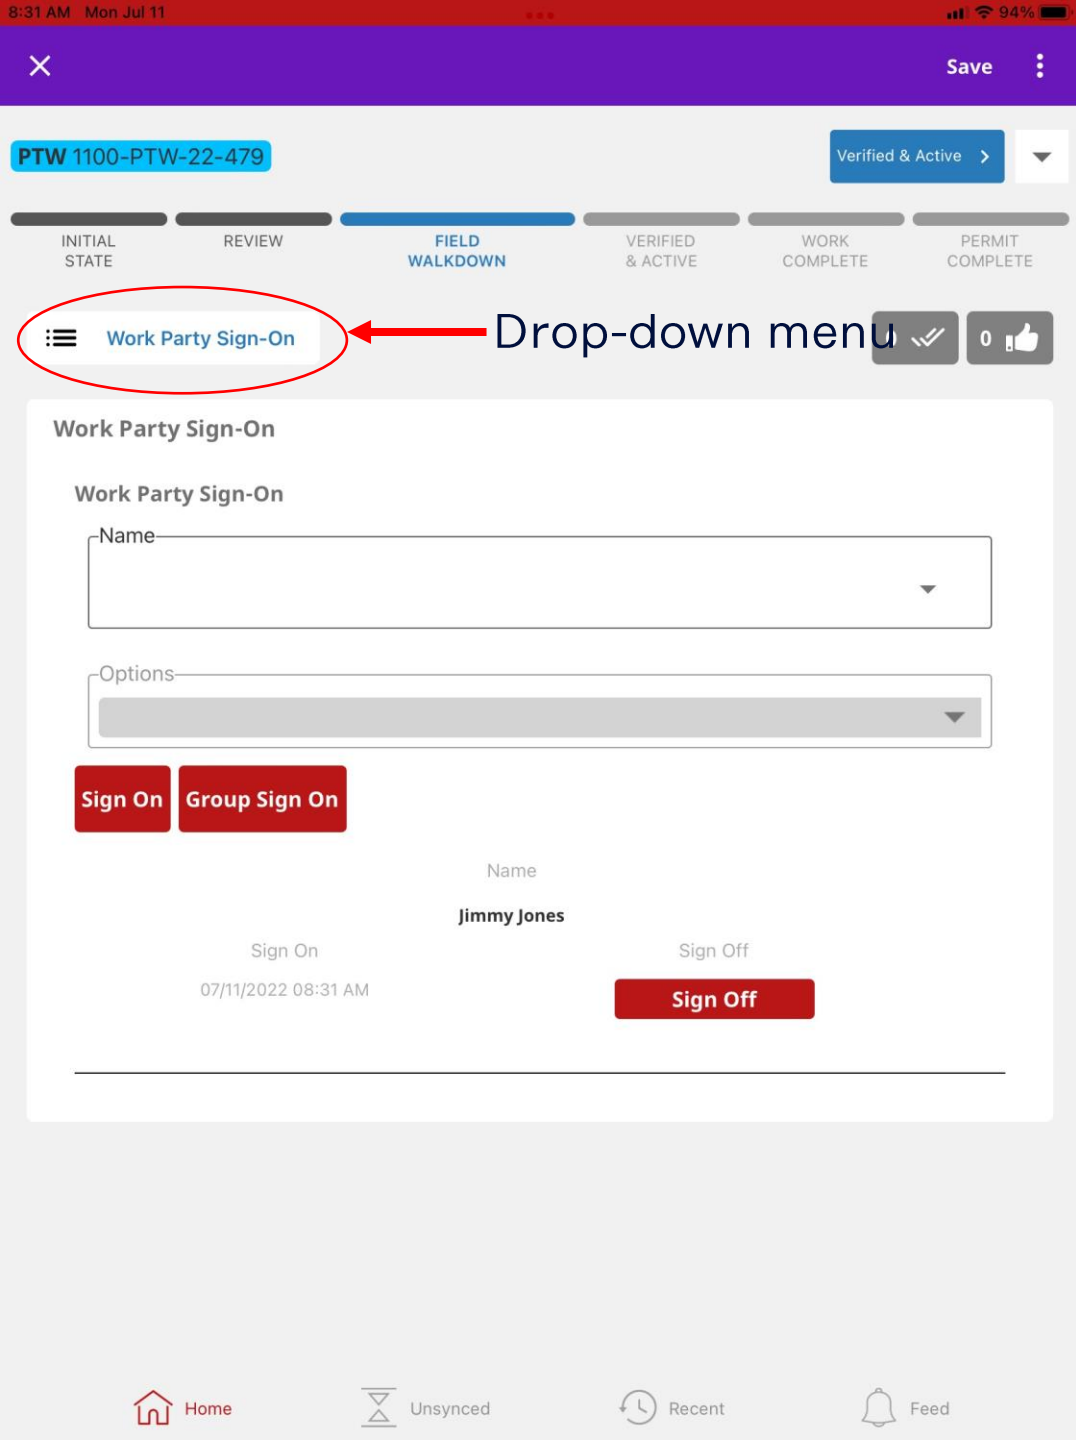 8:31 AM Mon Jul 11 94%
Save
PTW 1100-PTW-22-479
Verified & Active
INITIAL STATE
REVIEW
FIELD WALKDOWN
VERIFIED & ACTIVE
WORK COMPLETE
PERMIT COMPLETE
Work Party Sign-On
Drop-down menu
0
0
Work Party Sign-On
Work Party Sign-On
Name
Options
Sign On
Group Sign On
Name
Jimmy Jones
Sign On
Sign Off
07/11/2022 08:31 AM
Sign Off
Home
Unsynced
Recent
Feed